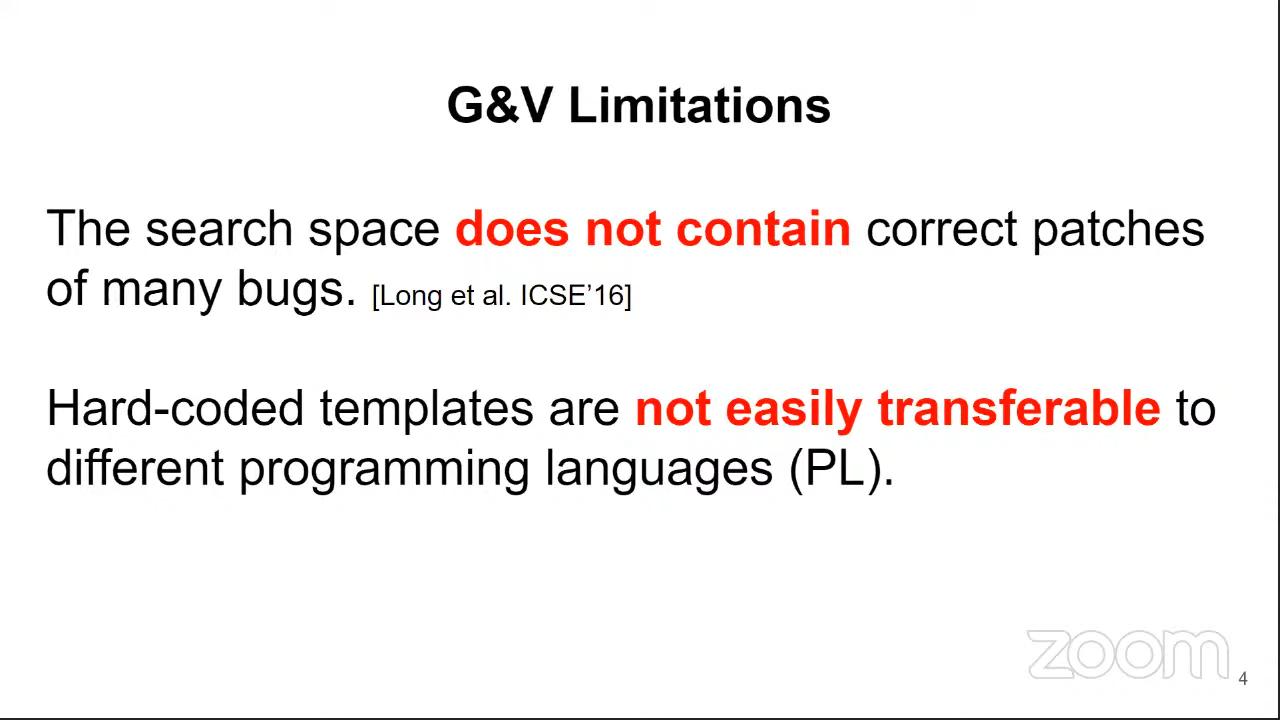 G&V Limitations
The search space does not contain correct patches
of many bugs. [Long et al. ICSE’16]
Hard-coded templates are not easily transferable to
different programming languages (PL).
zoom
4